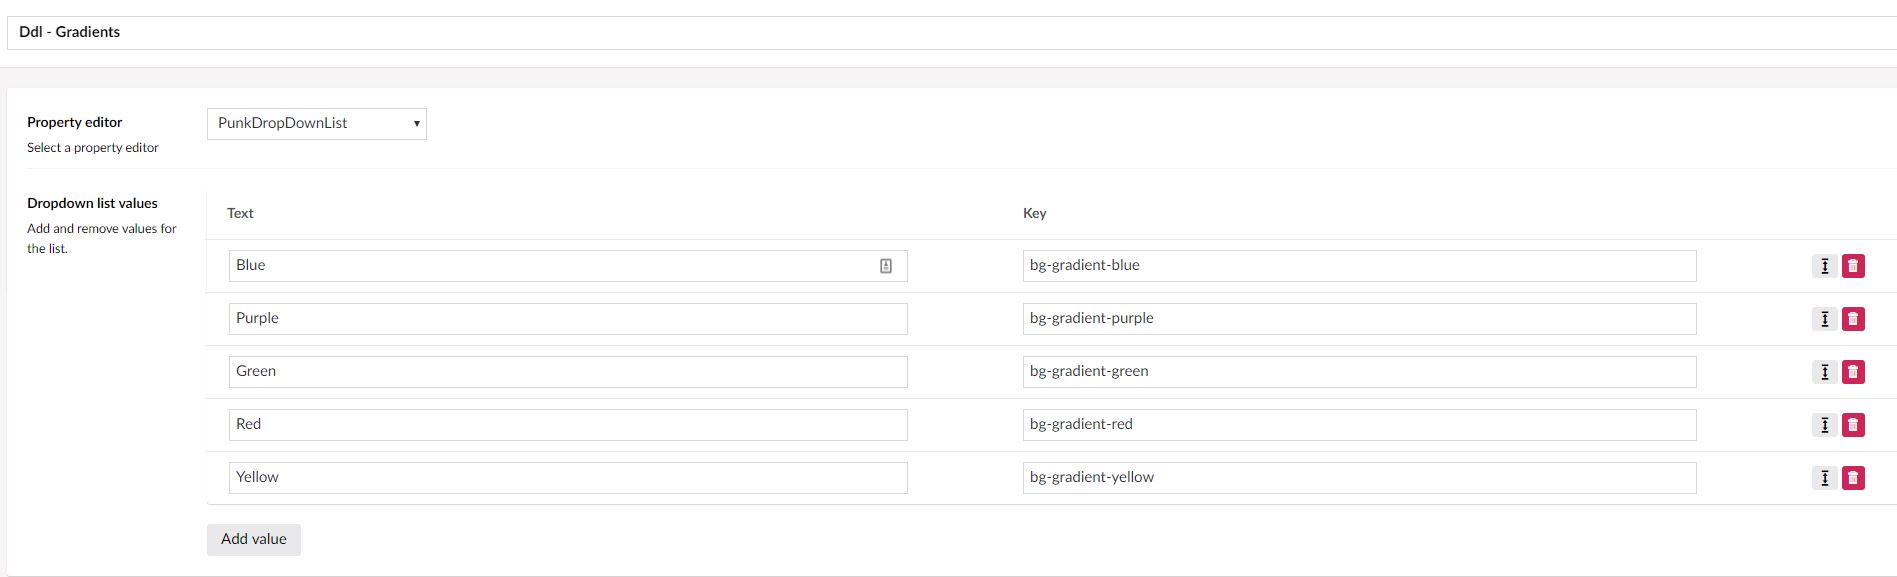 Ddl - Gradients
Property editor
Select a property editor
PunkDropDownList
Dropdown list values
Add and remove values for
the list.
Text Key
Blue bg-gradient-blue
Purple bg-gradient-purple
Green bg-gradient-green
Red bg-gradient-red
Yellow bg-gradient-yellow
Add value